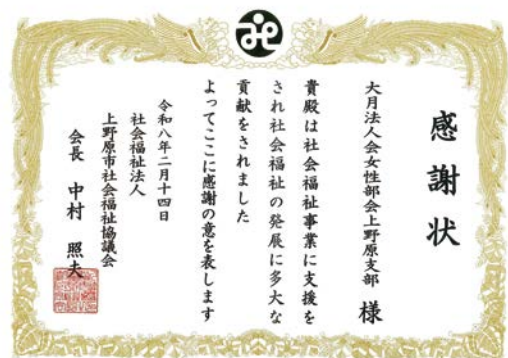 感謝状
大月法人会女性部会上野原支部 様
貴殿は社会福祉事業に支援を
され社会福祉の発展に多大な
貢献をされました
よってここに感謝の意を表します
令和八年二月十四日
社会福祉法人
上野原市社会福祉協議会
会長 中村 照夫